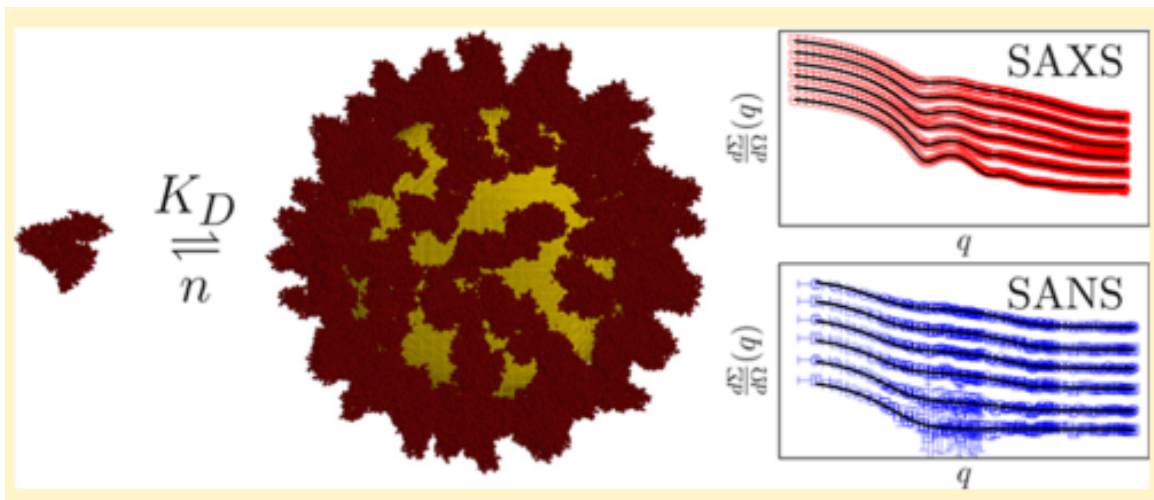 K_D
⇌
n
SAXS
dΣ/dΩ(q)
q
SANS
dΣ/dΩ(q)
q